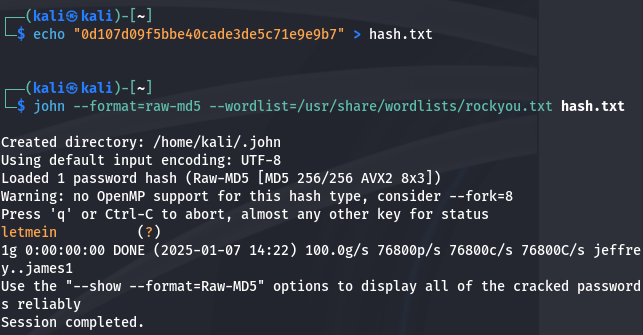 ┌──(kali㉿kali)-[~]
└─$ echo "0d107d09f5bbe40cade3de5c71e9e9b7" > hash.txt
┌──(kali㉿kali)-[~]
└─$ john --format=raw-md5 --wordlist=/usr/share/wordlists/rockyou.txt hash.txt
Created directory: /home/kali/.john
Using default input encoding: UTF-8
Loaded 1 password hash (Raw-MD5 [MD5 256/256 AVX2 8x3])
Warning: no OpenMP support for this hash type, consider --fork=8
Press 'q' or Ctrl-C to abort, almost any other key for status
letmein          (?)
1g 0:00:00:00 DONE (2025-01-07 14:22) 100.0g/s 76800p/s 76800c/s 76800C/s jeffre
y..james1
Use the "--show --format=Raw-MD5" options to display all of the cracked password
s reliably
Session completed.